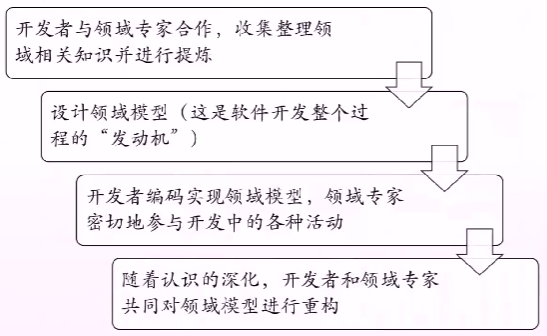 开发者与领域专家合作，收集整理领
域相关知识并进行提炼
设计领域模型（这是软件开发整个过
程的“发动机”）
开发者编码实现领域模型，领域专家
密切地参与开发中的各种活动
随着认识的深化，开发者和领域专家
共同对领域模型进行重构